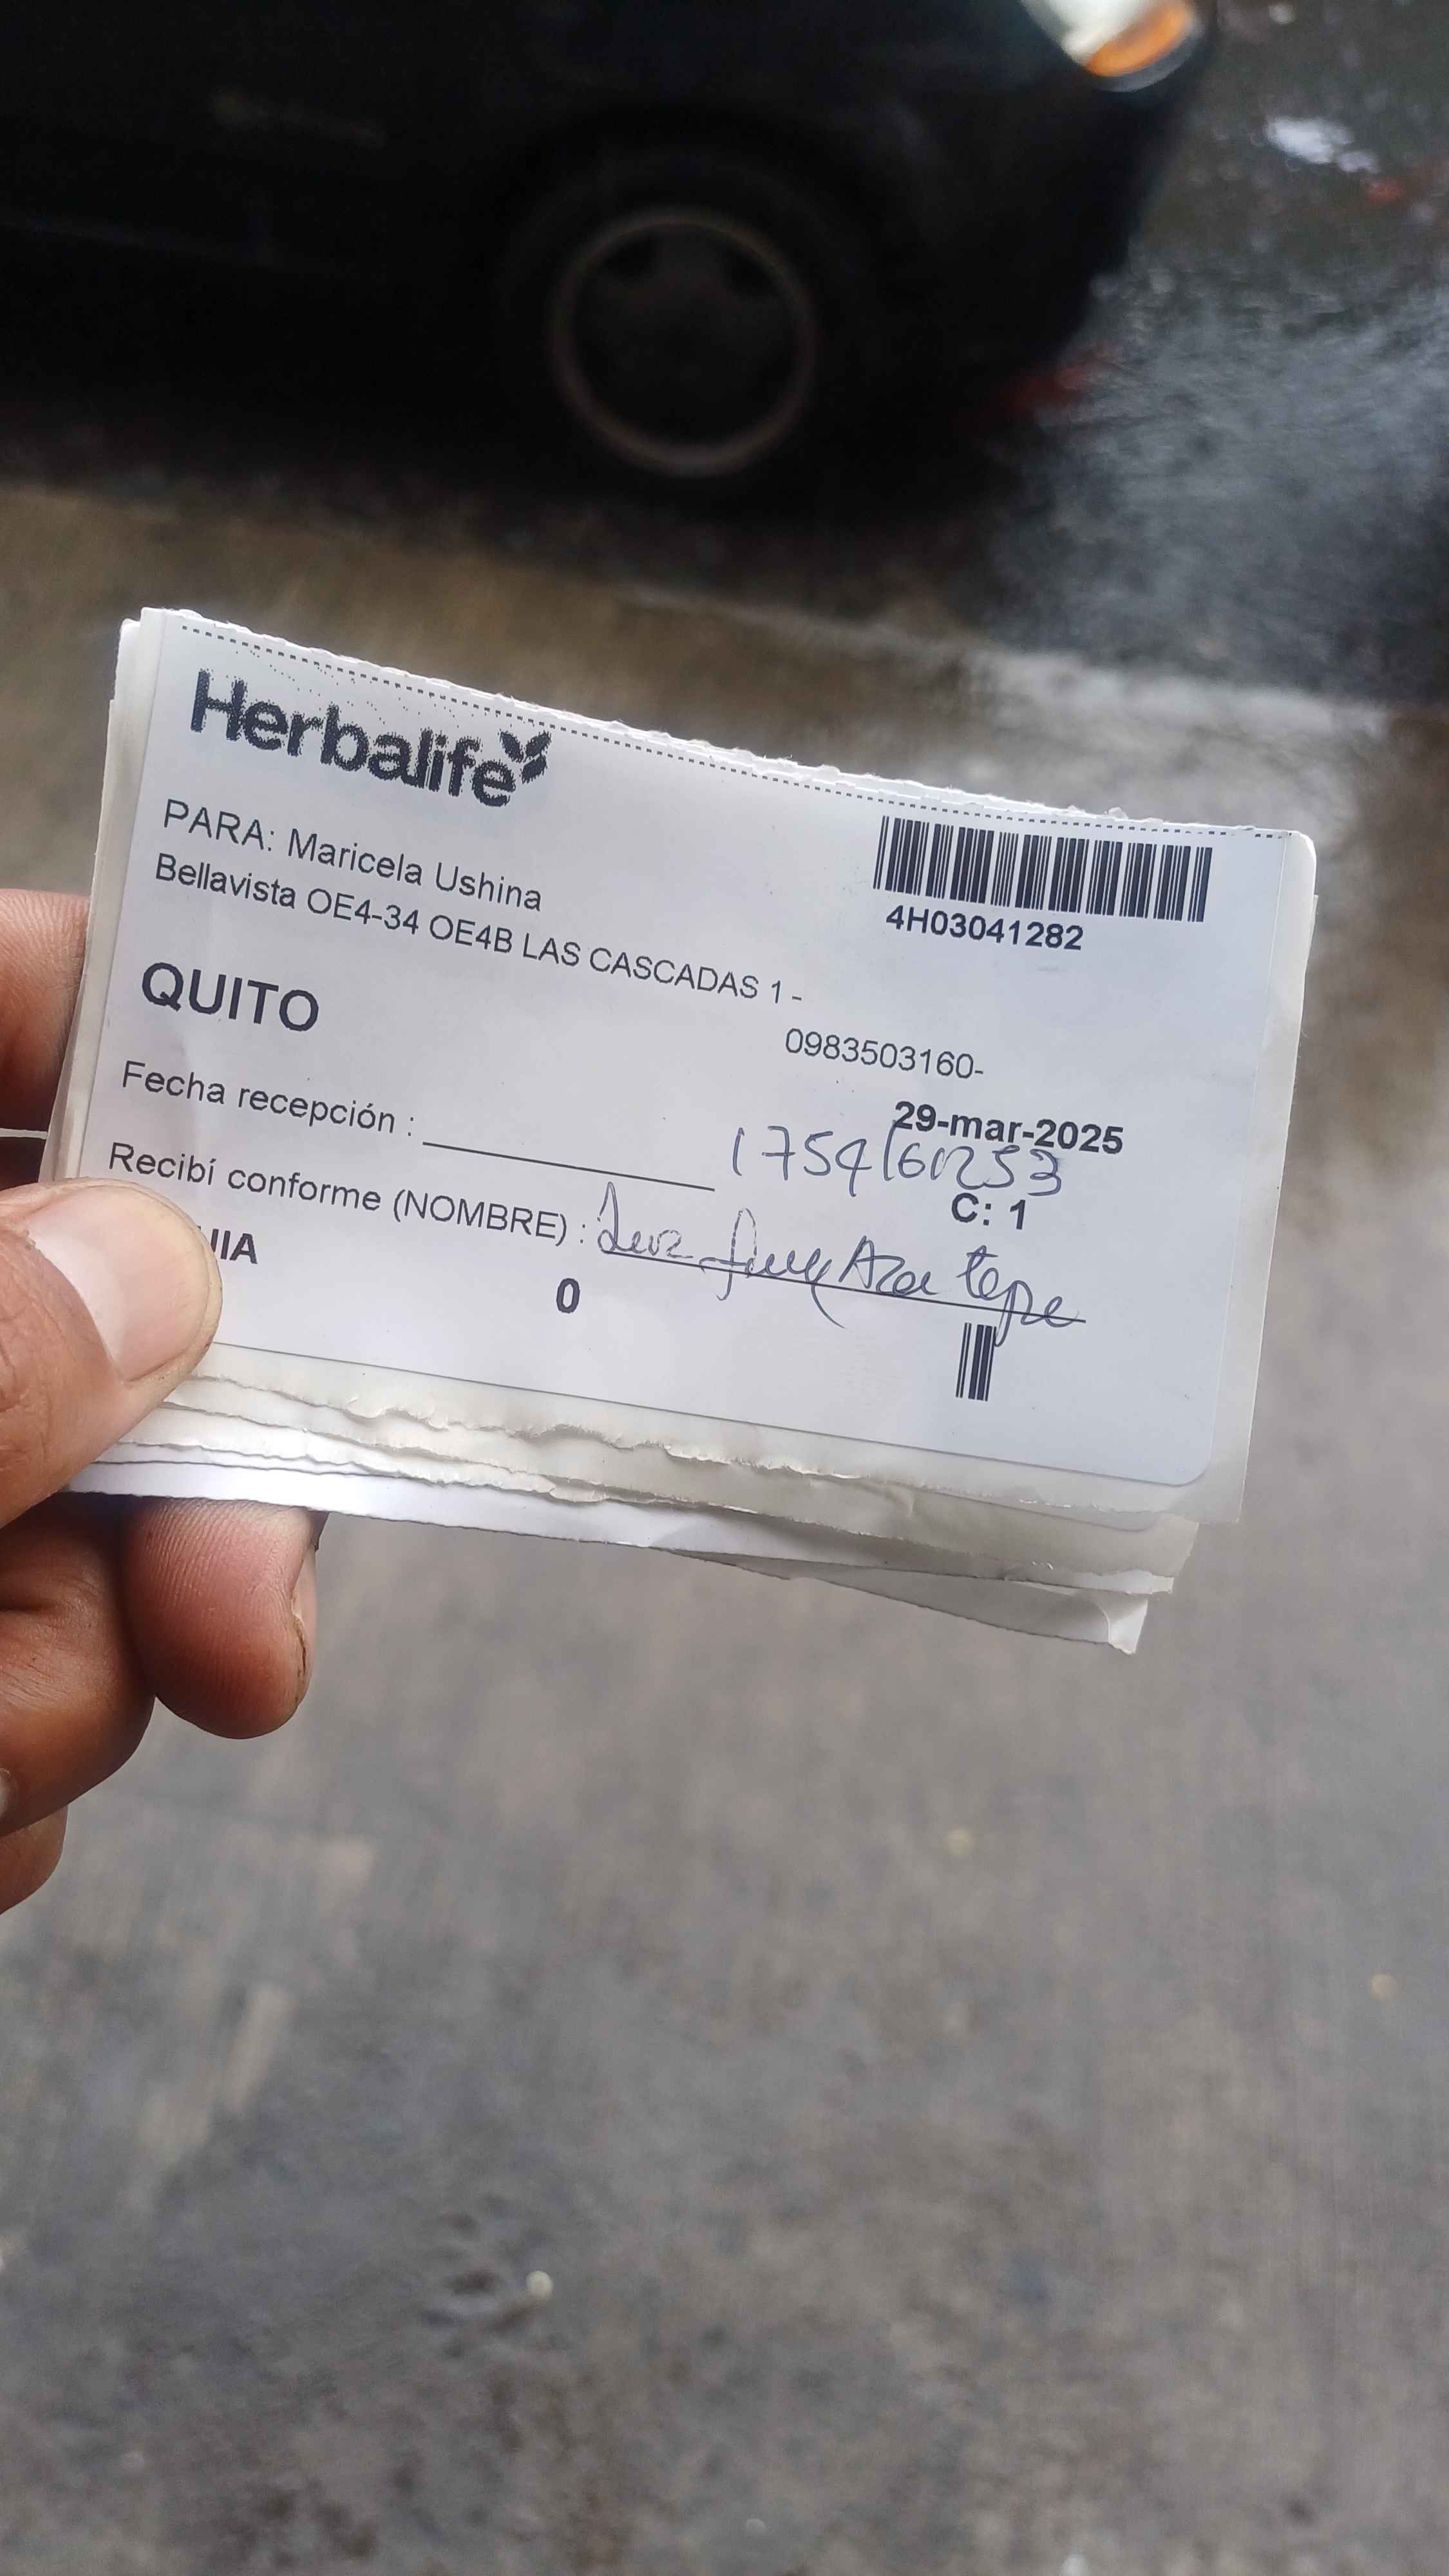 Herbalife
PARA: Maricela Ushina
4H03041282
Bellavista OE4-34 OE4B LAS CASCADAS 1 -
QUITO
0983503160-
29-mar-2025
Fecha recepción :
C: 1
Recibí conforme (NOMBRE) :
0